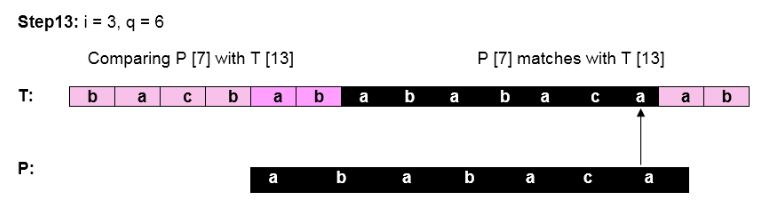 Step13: i = 3, q = 6
Comparing P [7] with T [13] P [7] matches with T [13]
T: b a c b a b a b a b a c a a b
P: a b a b a c a